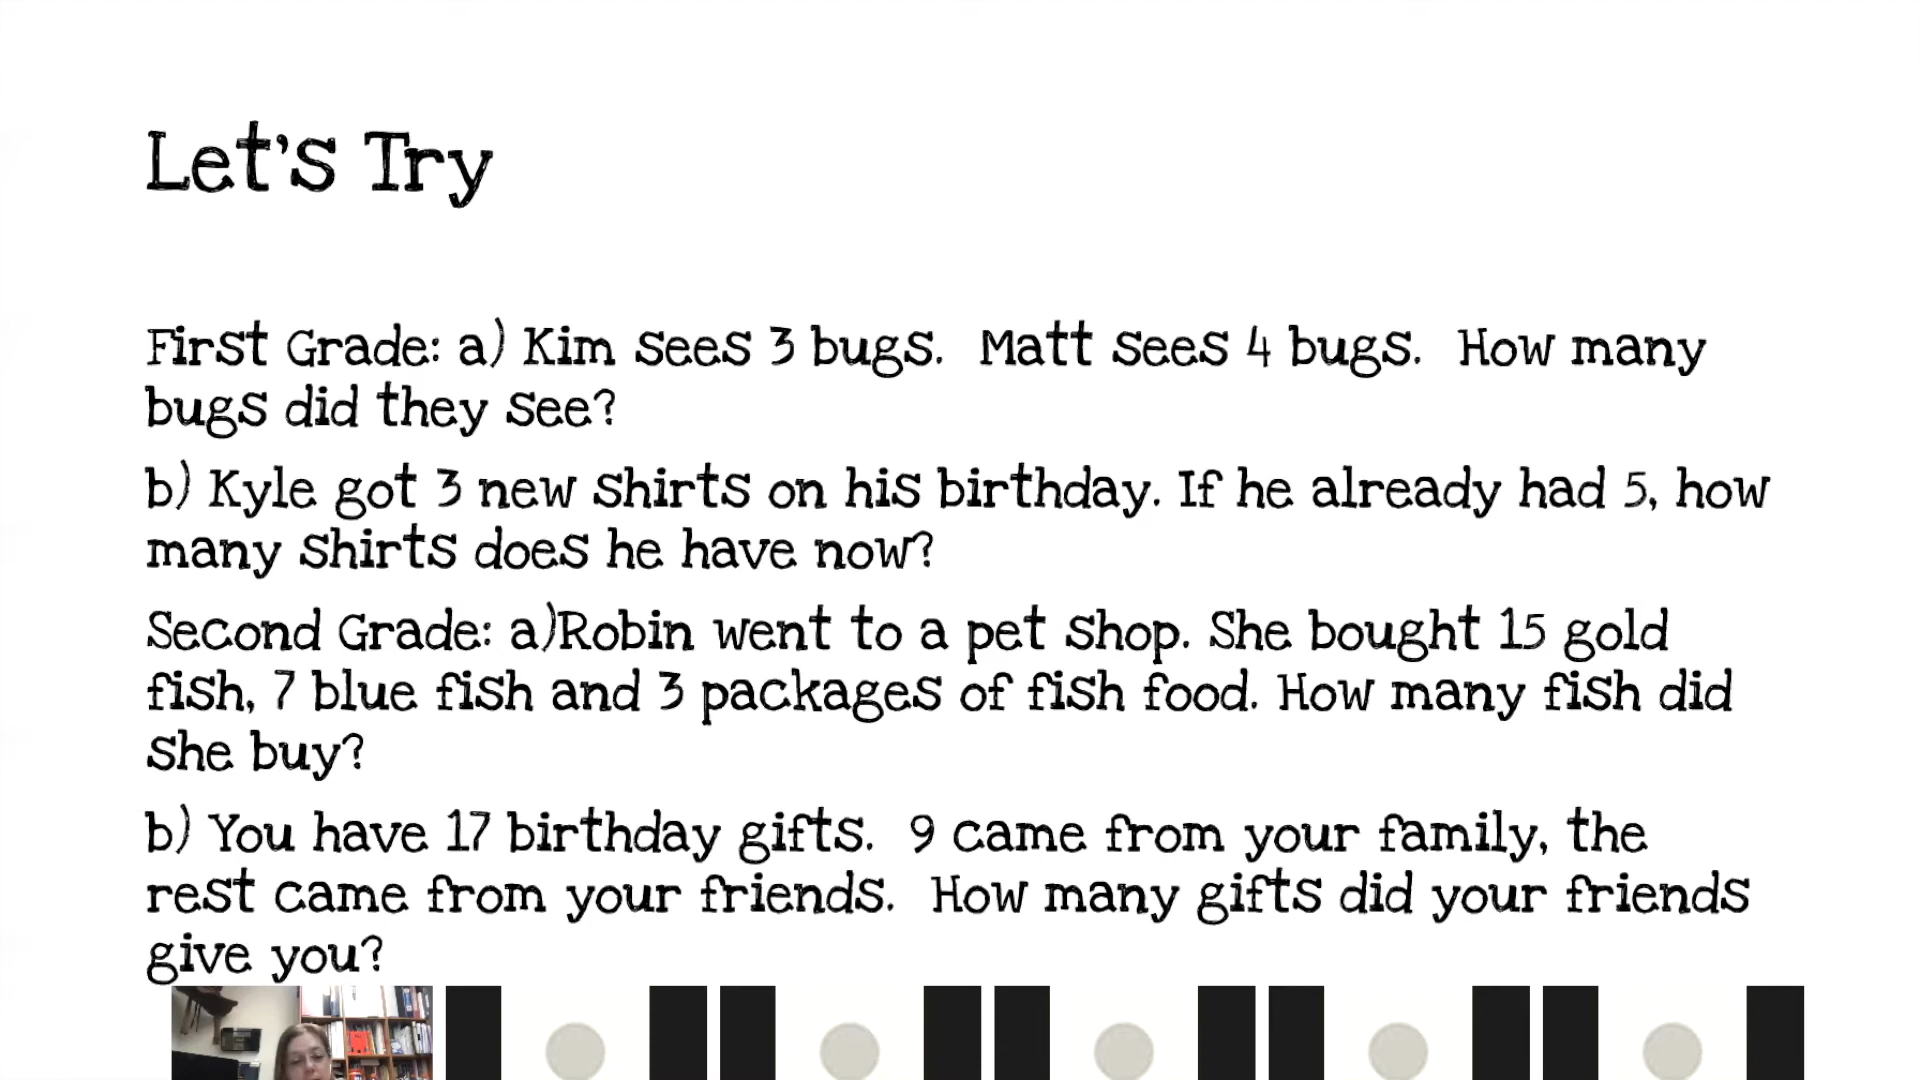 Let's Try
First Grade: a) Kim sees 3 bugs.  Matt sees 4 bugs.  How many
bugs did they see?
b) Kyle got 3 new shirts on his birthday. If he already had 5, how
many shirts does he have now?
Second Grade: a)Robin went to a pet shop. She bought 15 gold
fish, 7 blue fish and 3 packages of fish food. How many fish did
she buy?
b) You have 17 birthday gifts.  9 came from your family, the
rest came from your friends.  How many gifts did your friends
give you?